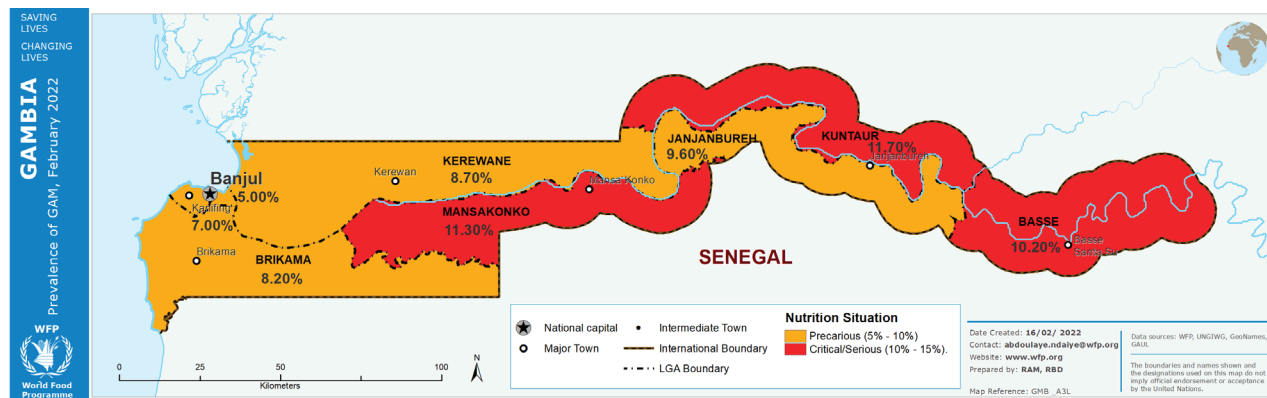 SAVING
LIVES
CHANGING
LIVES
GAMBIA
Prevalence of GAM, February 2022
WFP
World Food
Programme
Banjul
5.00%
Kanifing
7.00%
Brikama
BRIKAMA
8.20%
KEREWANE
Kerewan
8.70%
MANSAKONKO
11.30%
Mansa Konko
JANJANBUREH
9.60%
KUNTAUR
11.70%
Janjanbureh
BASSE
10.20%
Basse
Santa Su
SENEGAL
0 25 50 100
Kilometers
N
National capital
Major Town
Intermediate Town
International Boundary
LGA Boundary
Nutrition Situation
Precarious (5% - 10%)
Critical/Serious (10% - 15%).
Date Created: 16/02/ 2022
Contact: abdoulaye.ndaiye@wfp.org
Website: www.wfp.org
Prepared by: RAM, RBD
Map Reference: GMB _A3L
Data sources: WFP, UNGIWG, GeoNames,
GAUL
The boundaries and names shown and
the designations used on this map do not
imply official endorsement or acceptance
by the United Nations.